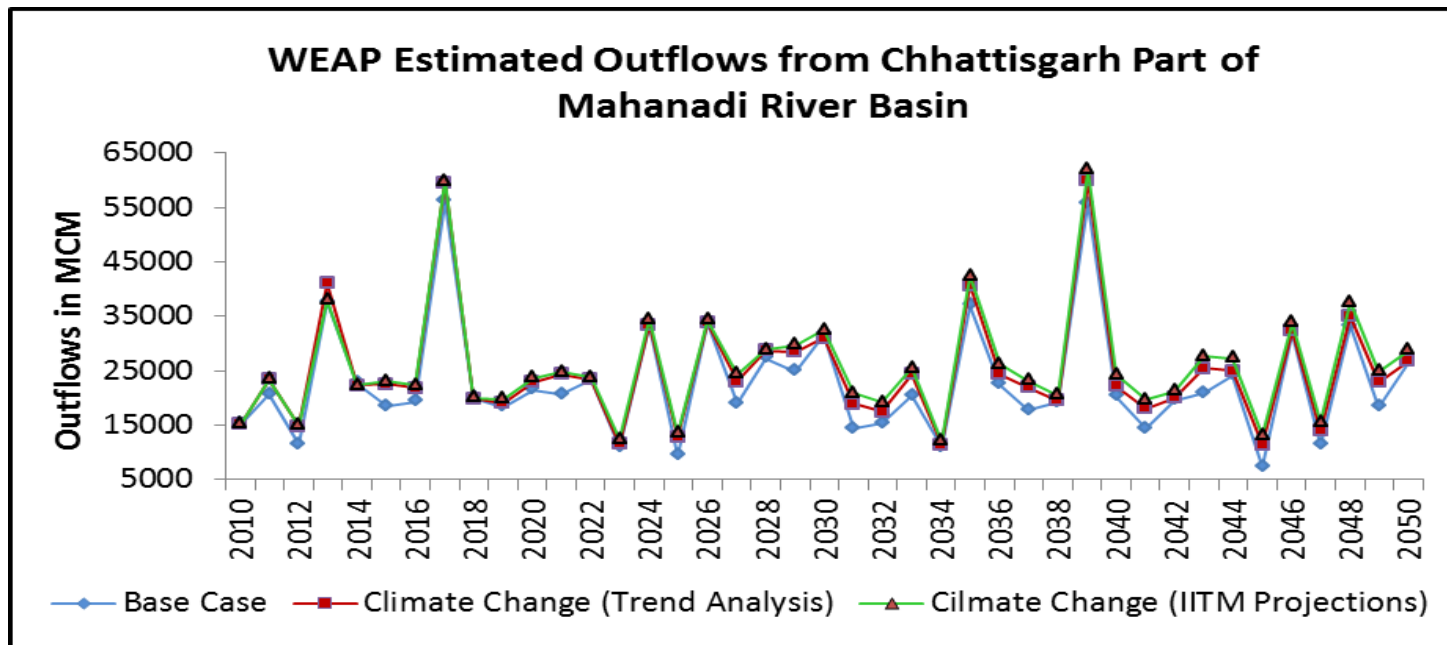 WEAP Estimated Outflows from Chhattisgarh Part of
Mahanadi River Basin
Outflows in MCM
65000
55000
45000
35000
25000
15000
5000
2010 2012 2014 2016 2018 2020 2022 2024 2026 2028 2030 2032 2034 2036 2038 2040 2042 2044 2046 2048 2050
Base Case Climate Change (Trend Analysis) Cilmate Change (IITM Projections)